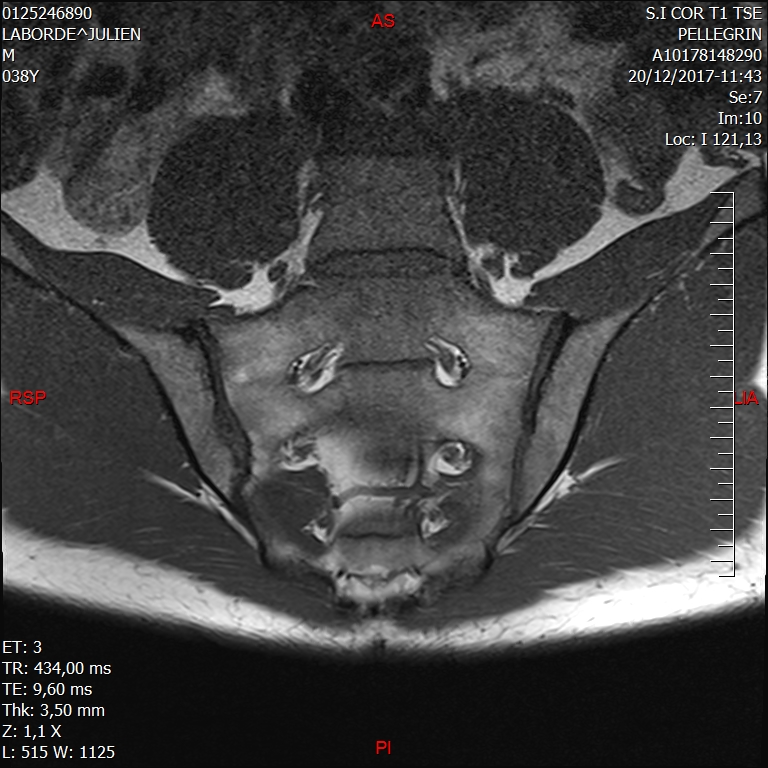 0125246890
LABORDE^JULIEN
M
038Y
AS
S.I COR T1 TSE
PELLEGRIN
A10178148290
20/12/2017-11:43
Se:7
Im:10
Loc: I 121,13
RSP
LIA
ET: 3
TR: 434,00 ms
TE: 9,60 ms
Thk: 3,50 mm
Z: 1,1 X
L: 515 W: 1125
PI